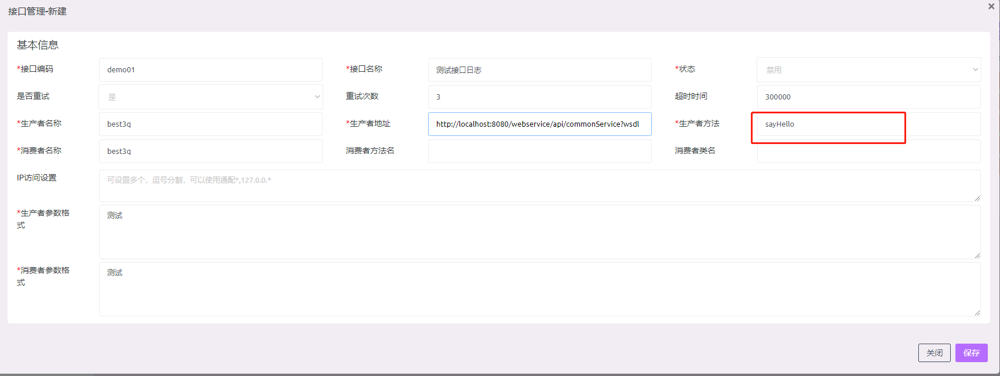 接口管理-新建
×
基本信息
*接口编码 demo01 *接口名称 测试接口日志 *状态 禁用
是否重试 是 重试次数 3 超时时间 300000
*生产者名称 best3q *生产者地址 http://localhost:8080/webservice/api/commonService?wsdl *生产者方法 sayHello
*消费者名称 best3q 消费者方法名 消费者类名
IP访问设置 可设置多个，逗号分割，可以使用通配*,127.0.0.*
*生产者参数格 测试
式
*消费者参数格 测试
式
关闭 保存